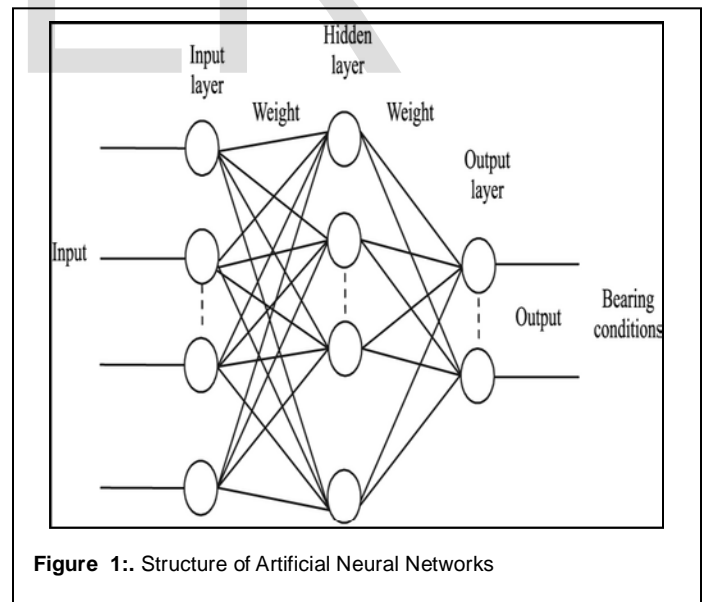 Input
layer
Hidden
layer
Weight
Weight
Output
layer
Input
Output
Bearing
conditions
Figure 1:. Structure of Artificial Neural Networks